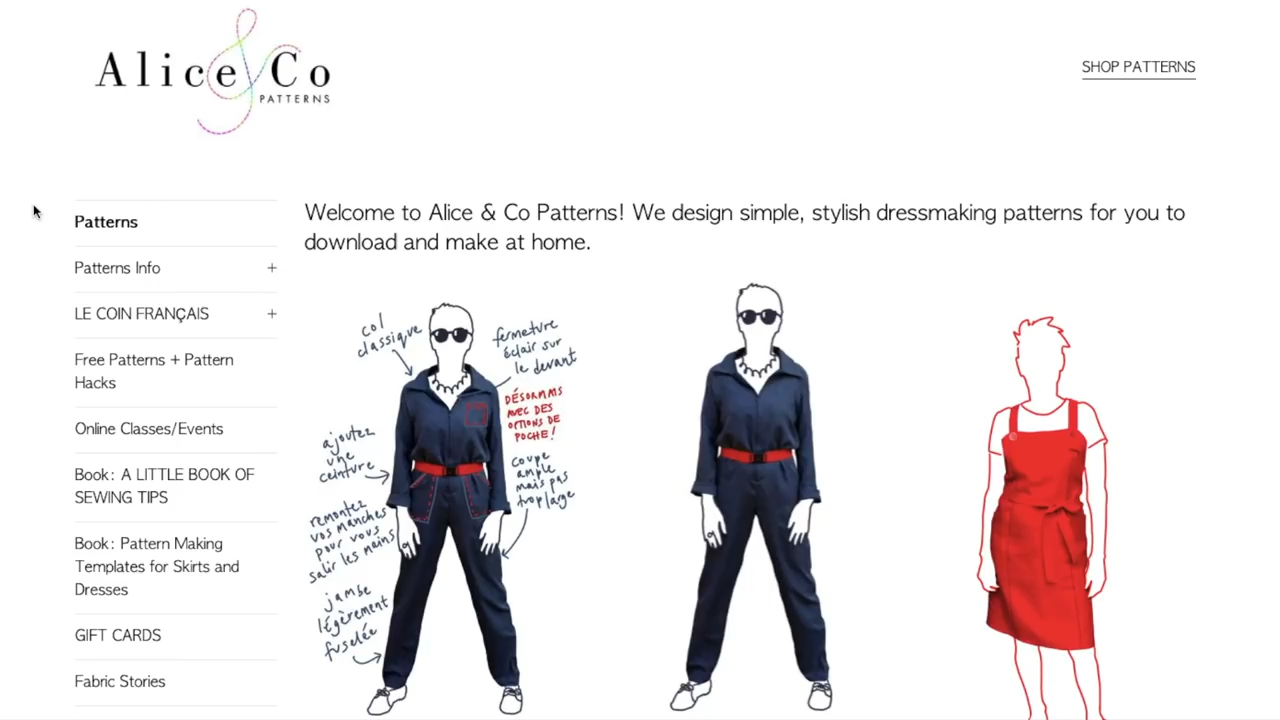 Alice & Co
PATTERNS
SHOP PATTERNS
Patterns
Patterns Info +
LE COIN FRANÇAIS +
Free Patterns + Pattern
Hacks
Online Classes/Events
Book: A LITTLE BOOK OF
SEWING TIPS
Book: Pattern Making
Templates for Skirts and
Dresses
GIFT CARDS
Fabric Stories
Welcome to Alice & Co Patterns! We design simple, stylish dressmaking patterns for you to
download and make at home.
col
classique
fermeture
éclair sur
le devant
DÉSORMAIS
AVEC DES
OPTIONS DE
POCHE!
ajoutez
une
ceinture
coupe
ample
mais pas
trop large
remontez
vos manches
pour vous
salir les mains
jambe
légèrement
fuselée